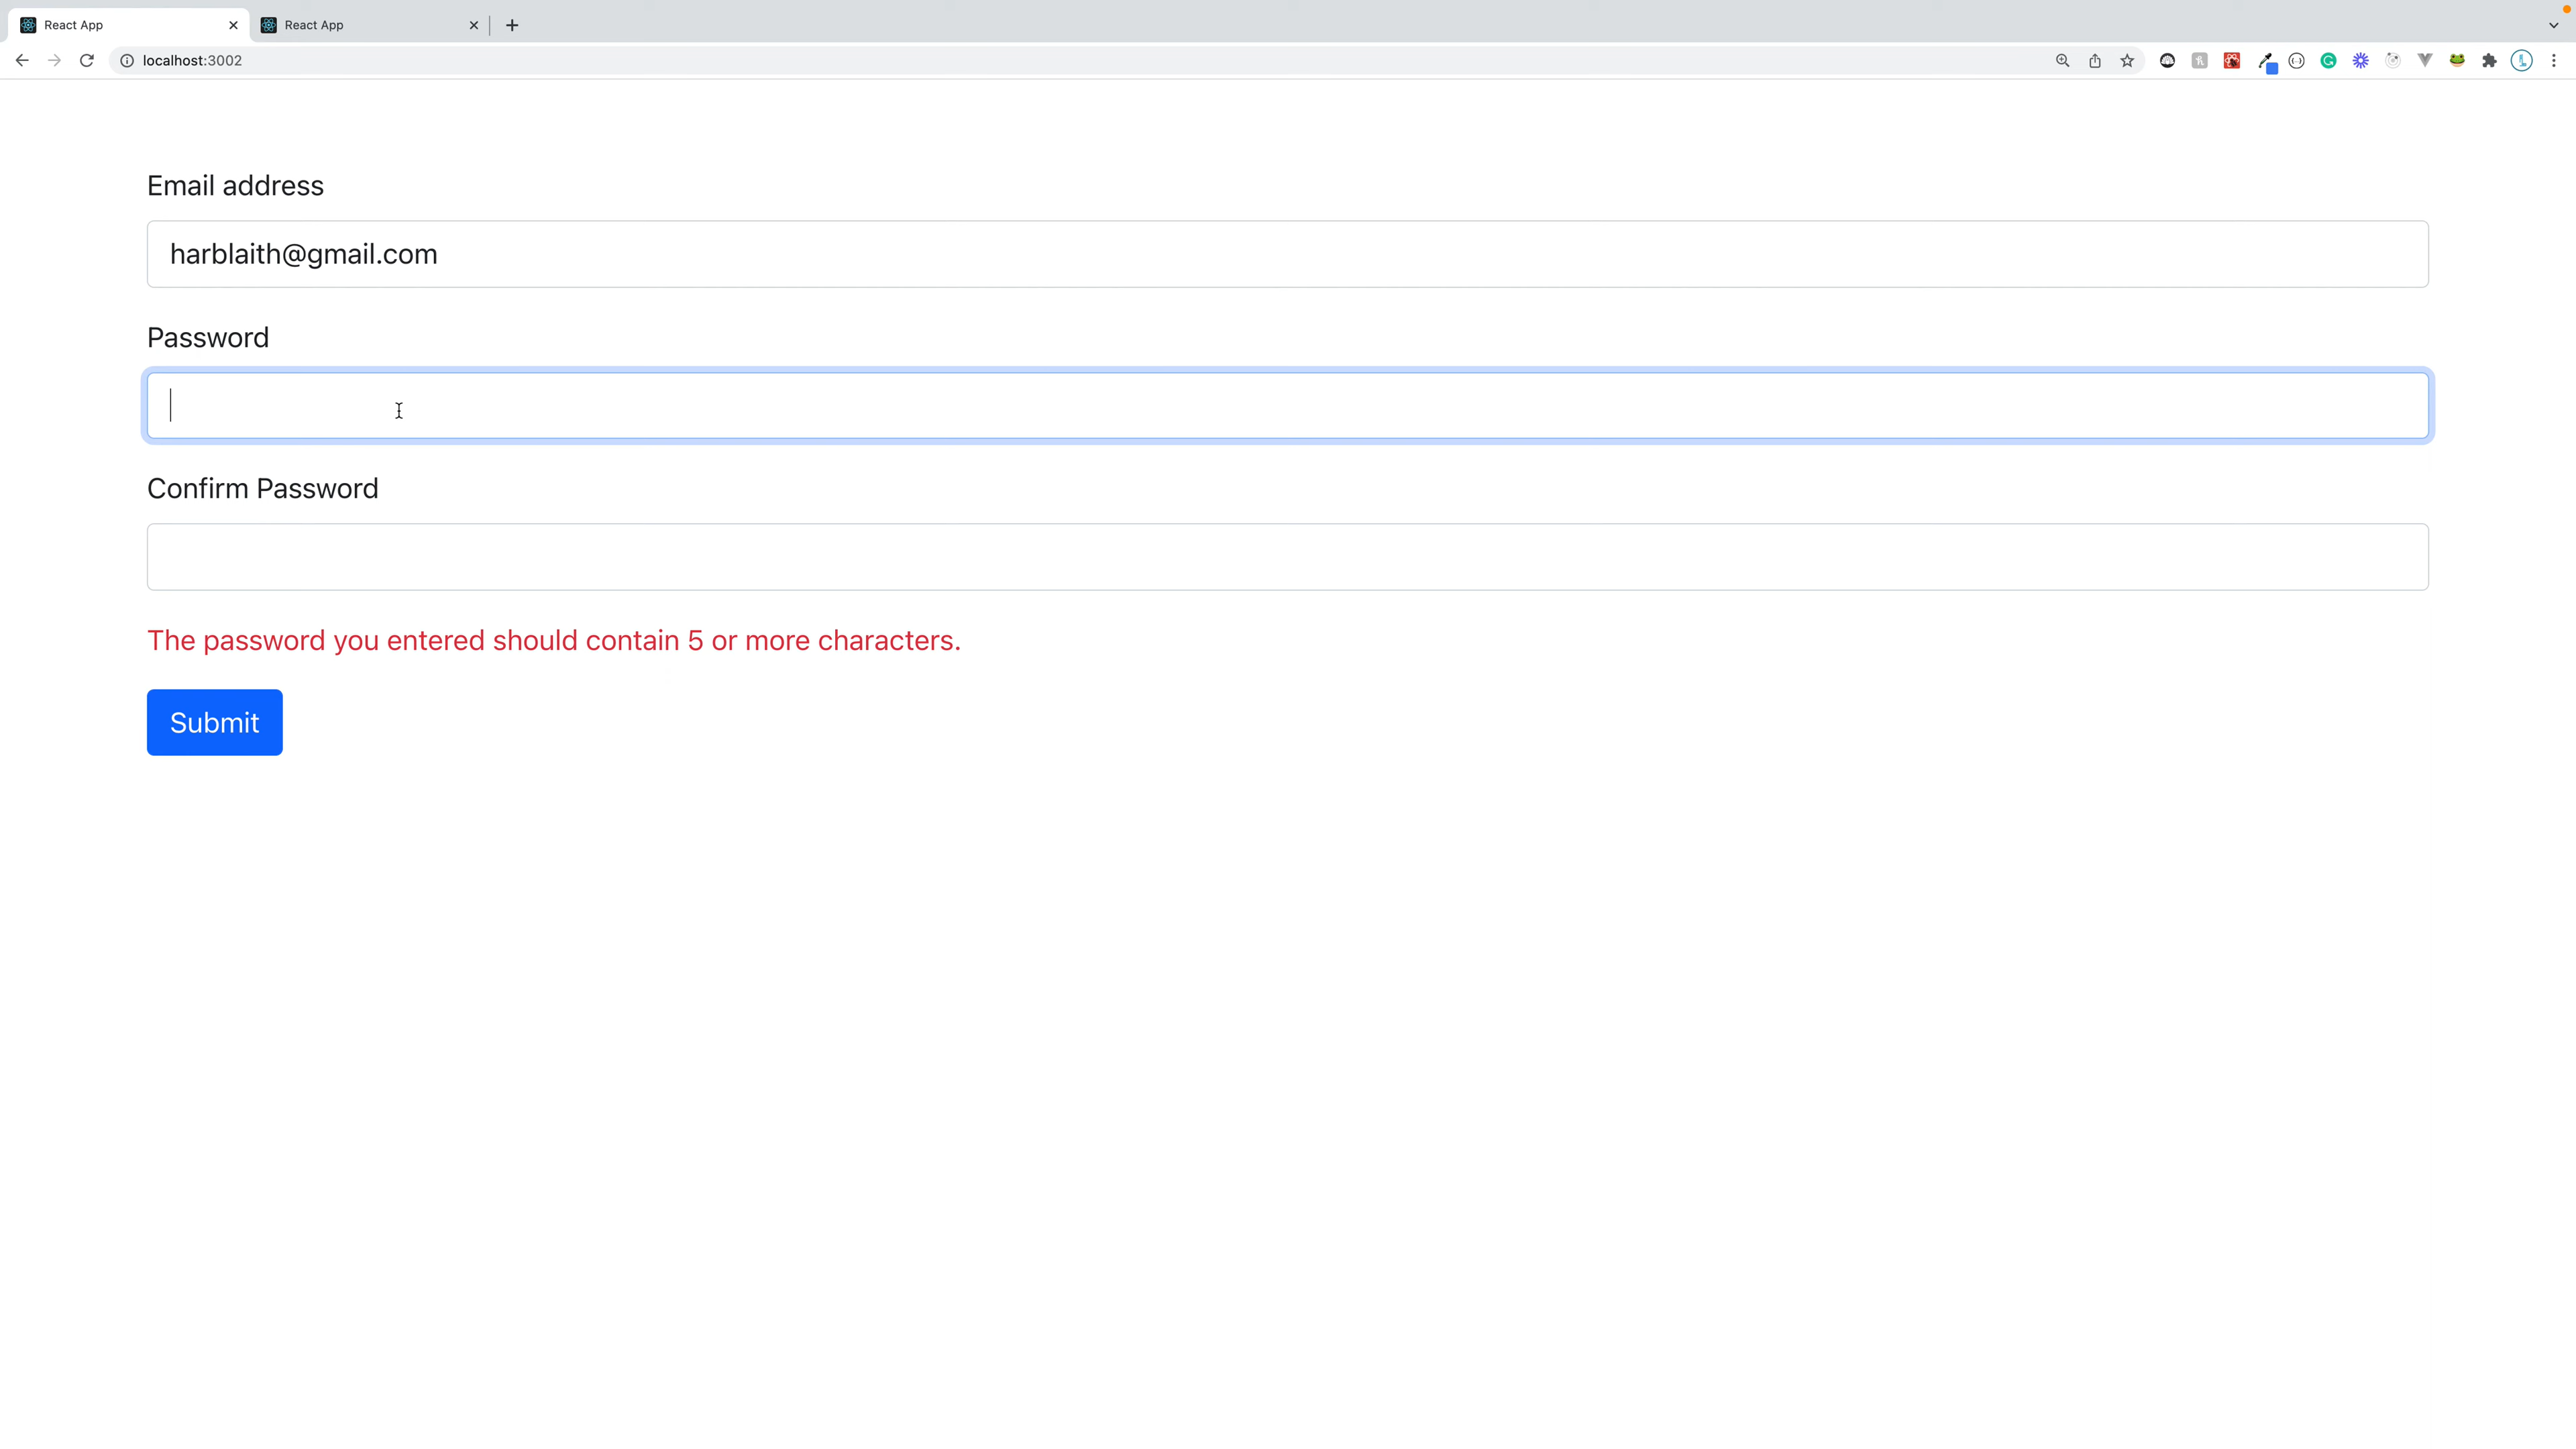 React App
React App
localhost:3002
Email address
harblaith@gmail.com
Password
Confirm Password
The password you entered should contain 5 or more characters.
Submit